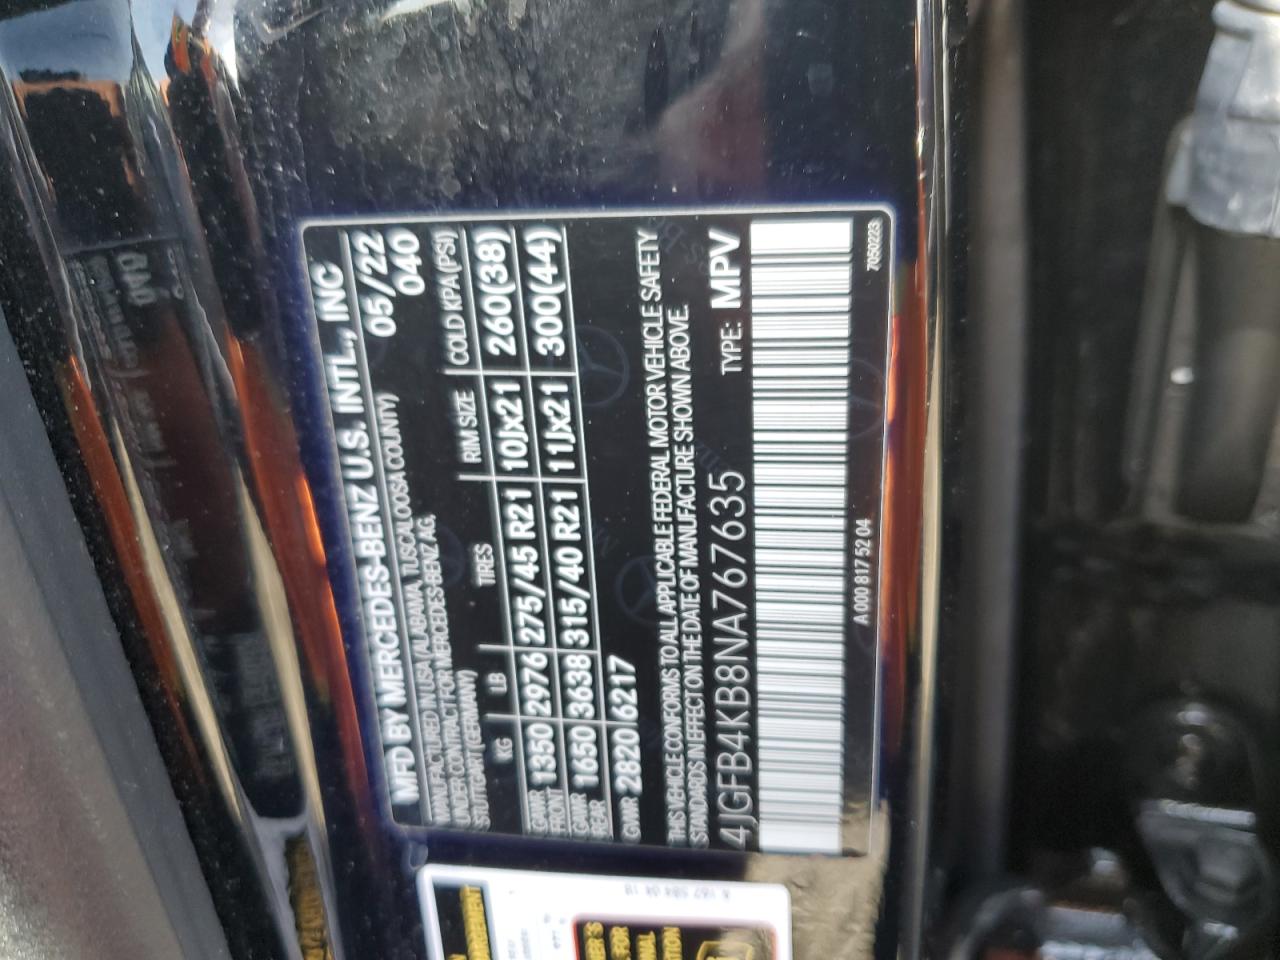 MFD BY MERCEDES-BENZ U.S. INTL., INC
MANUFACTURED IN USA (ALABAMA, TUSCALOOSA COUNTY) 05/22
UNDER CONTRACT FOR MERCEDES-BENZ AG, 040
STUTTGART (GERMANY)
KG LB TIRES RIM SIZE COLD KPA (PSI)
GAWR FRONT 1350 2976 275/45 R21 10Jx21 260(38)
GAWR REAR 1650 3638 315/40 R21 11Jx21 300(44)
GVWR 2820 6217
THIS VEHICLE CONFORMS TO ALL APPLICABLE FEDERAL MOTOR VEHICLE SAFETY
STANDARDS IN EFFECT ON THE DATE OF MANUFACTURE SHOWN ABOVE.
4JGFB4KB8NA767635 TYPE: MPV
A 000 817 52 04 7050223